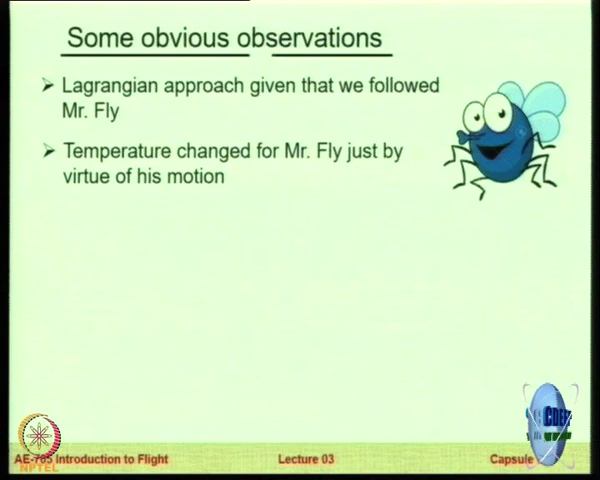 Some obvious observations
➢ Lagrangian approach given that we followed
Mr. Fly
➢ Temperature changed for Mr. Fly just by
virtue of his motion
CDEEP
NPTEL
AE-705 Introduction to Flight
Lecture 03
Capsule